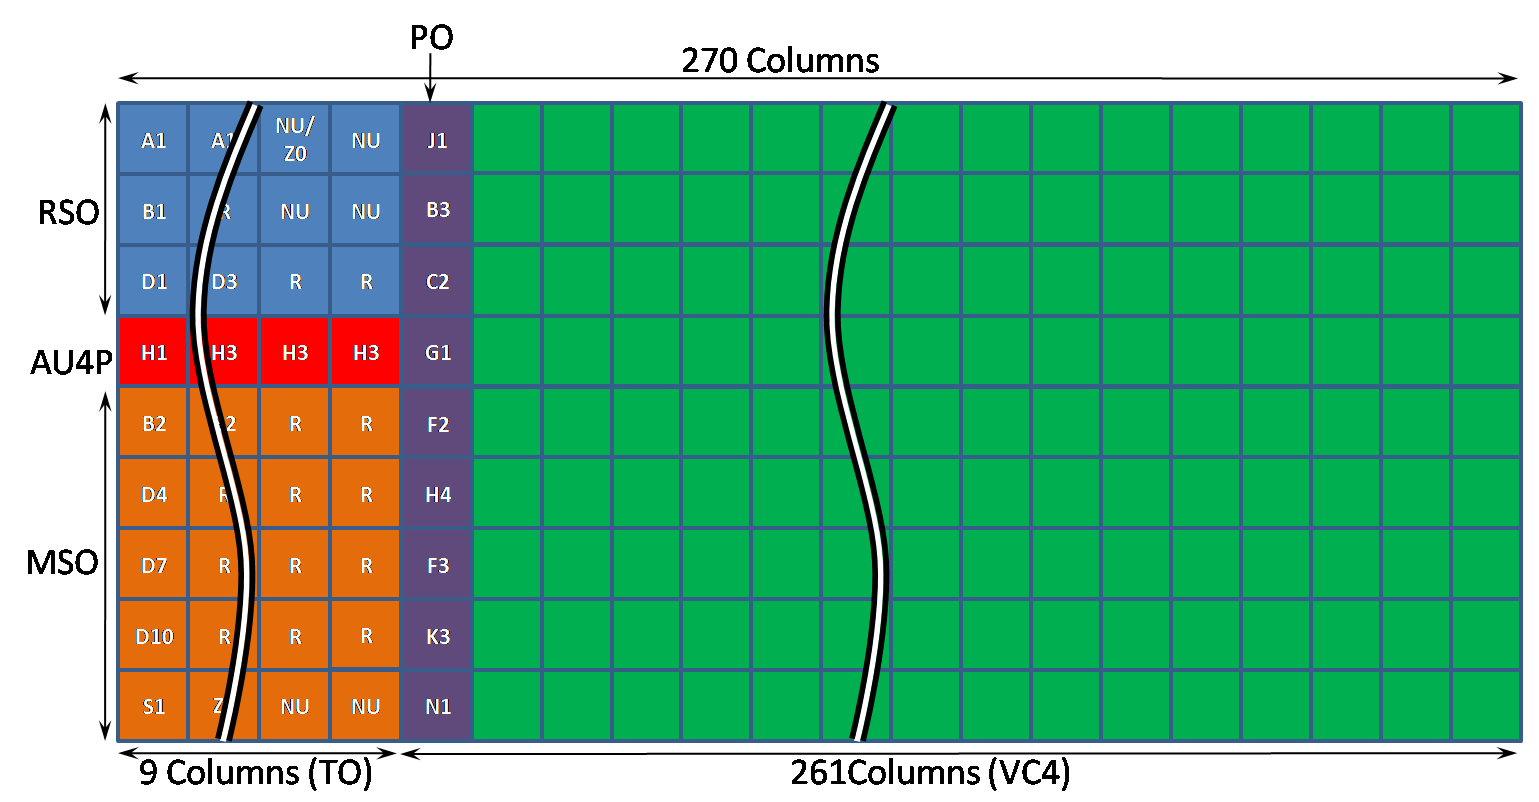 PO
270 Columns
RSO
A1 A1 NU/ NU J1
Z0
B1 R NU NU B3
D1 D3 R R C2
AU4P H1 H3 H3 H3 G1
B2 R R F2
D4 R R R H4
MSO D7 R R R F3
D10 R R R K3
S1 NU NU N1
9 Columns (TO) 261Columns (VC4)